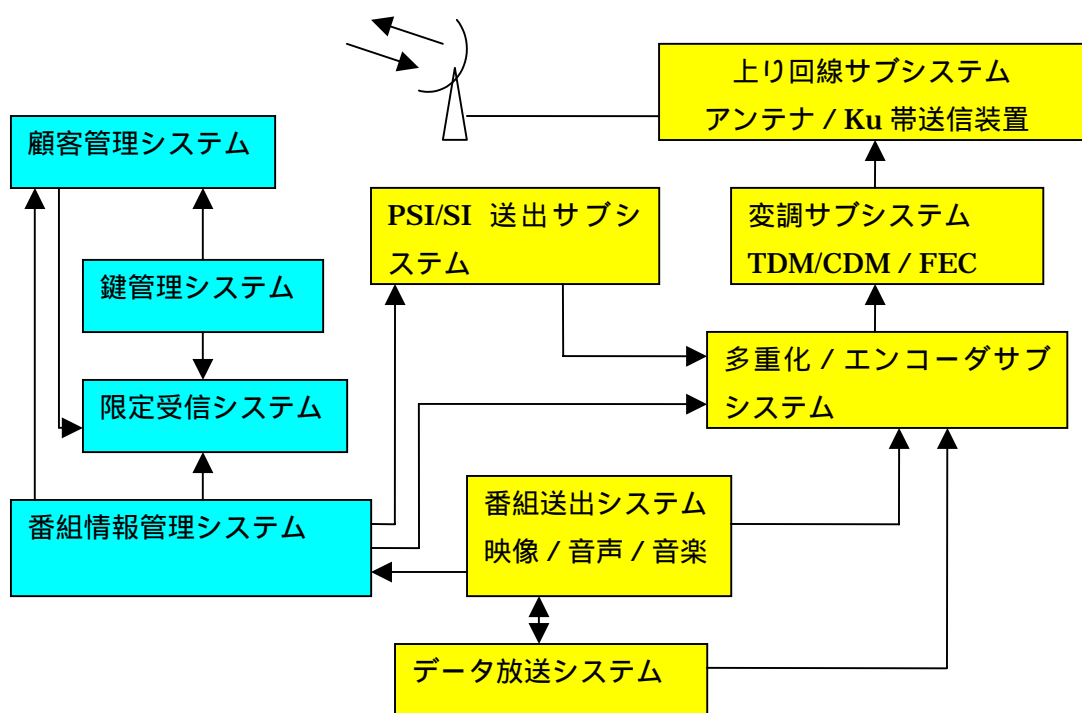 上り回線サブシステム
アンテナ / Ku 帯送信装置
顧客管理システム
PSI/SI 送出サブシ
ステム
変調サブシステム
TDM/CDM / FEC
鍵管理システム
多重化 / エンコーダサブ
システム
限定受信システム
番組情報管理システム
番組送出システム
映像 / 音声 / 音楽
データ放送システム